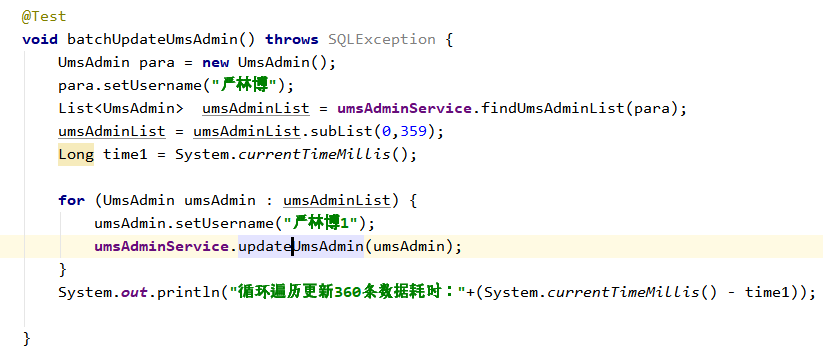 @Test
void batchUpdateUmsAdmin() throws SQLException {
    UmsAdmin para = new UmsAdmin();
    para.setUsername("严林博");
    List<UmsAdmin>  umsAdminList = umsAdminService.findUmsAdminList(para);
    umsAdminList = umsAdminList.subList(0,359);
    Long time1 = System.currentTimeMillis();
    for (UmsAdmin umsAdmin : umsAdminList) {
        umsAdmin.setUsername("严林博1");
        umsAdminService.updateUmsAdmin(umsAdmin);
    }
    System.out.println("循环遍历更新360条数据耗时："+(System.currentTimeMillis() - time1));
}